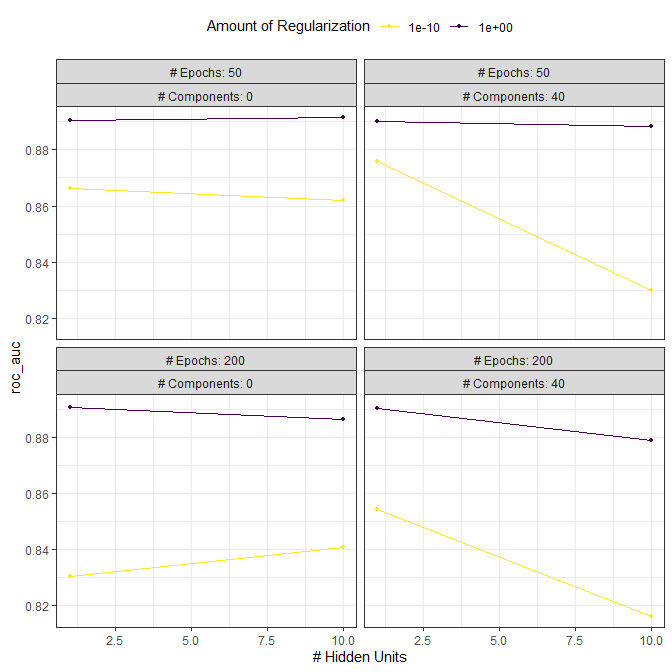 Amount of Regularization 1e-10 1e+00
# Epochs: 50
# Components: 0
# Epochs: 50
# Components: 40
0.88
0.86
0.84
0.82
# Epochs: 200
# Components: 0
# Epochs: 200
# Components: 40
0.88
0.86
0.84
0.82
roc_auc
2.5 5.0 7.5 10.0 2.5 5.0 7.5 10.0
# Hidden Units